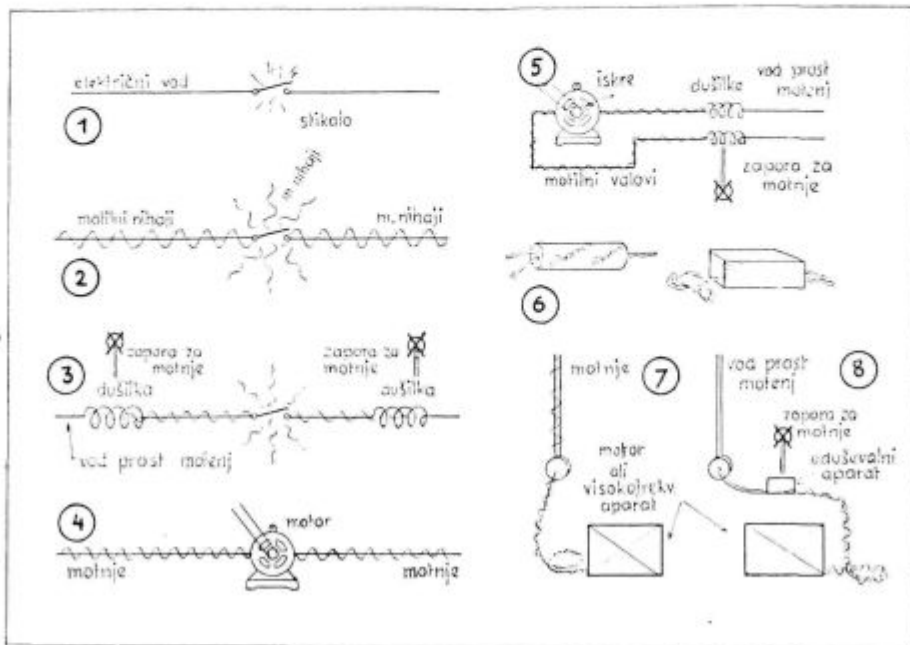 električni vod
stikalo
1
m. nihaji
motilni nihaji
m. nihaji
2
zapora za
motnje
zapora za
motnje
3
dušilka
dušilka
vod prost motenj
4
motor
motnje
motnje
5
iskre
dušilke
vod prost
motenj
motilni valovi
zapora za
motnje
6
motnje
7
motor
ali
visokofrekv.
aparat
vod prost
motenj
8
zapora za
motnje
aparat